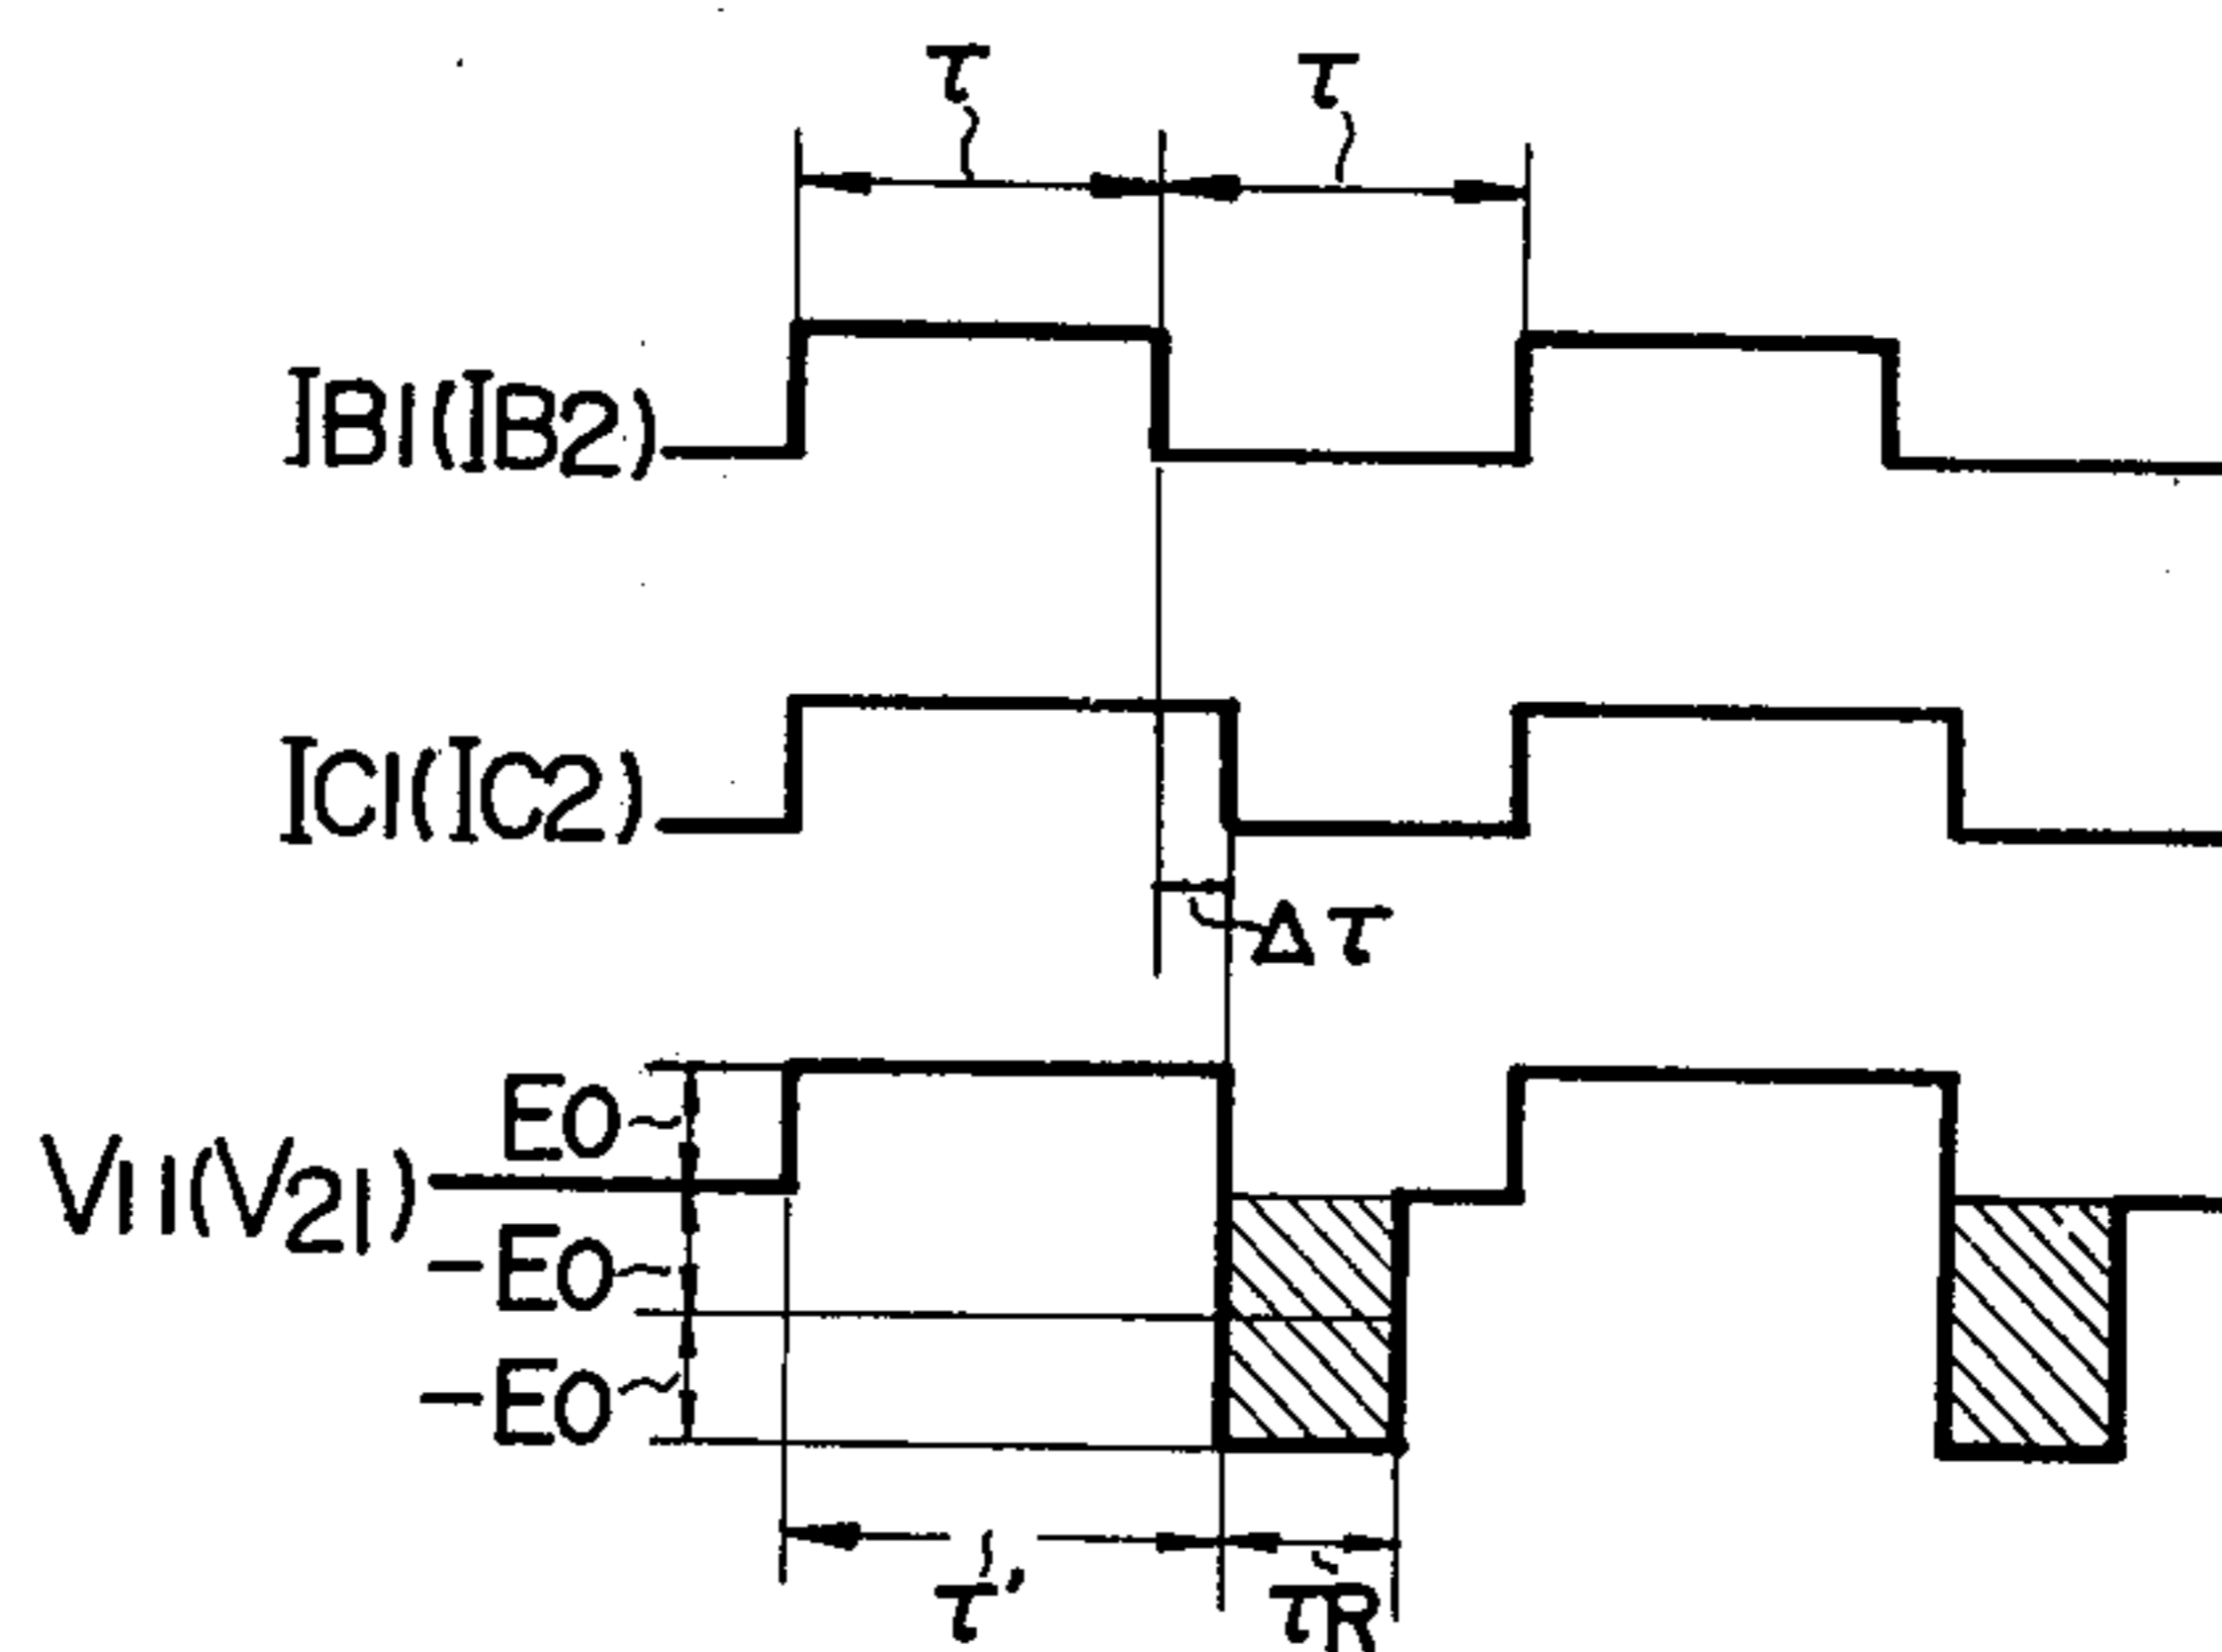 τ τ
IB1(IB2)
IC1(IC2)
Δτ
E0
V11(V21)
-E0
-E0
τ' τR